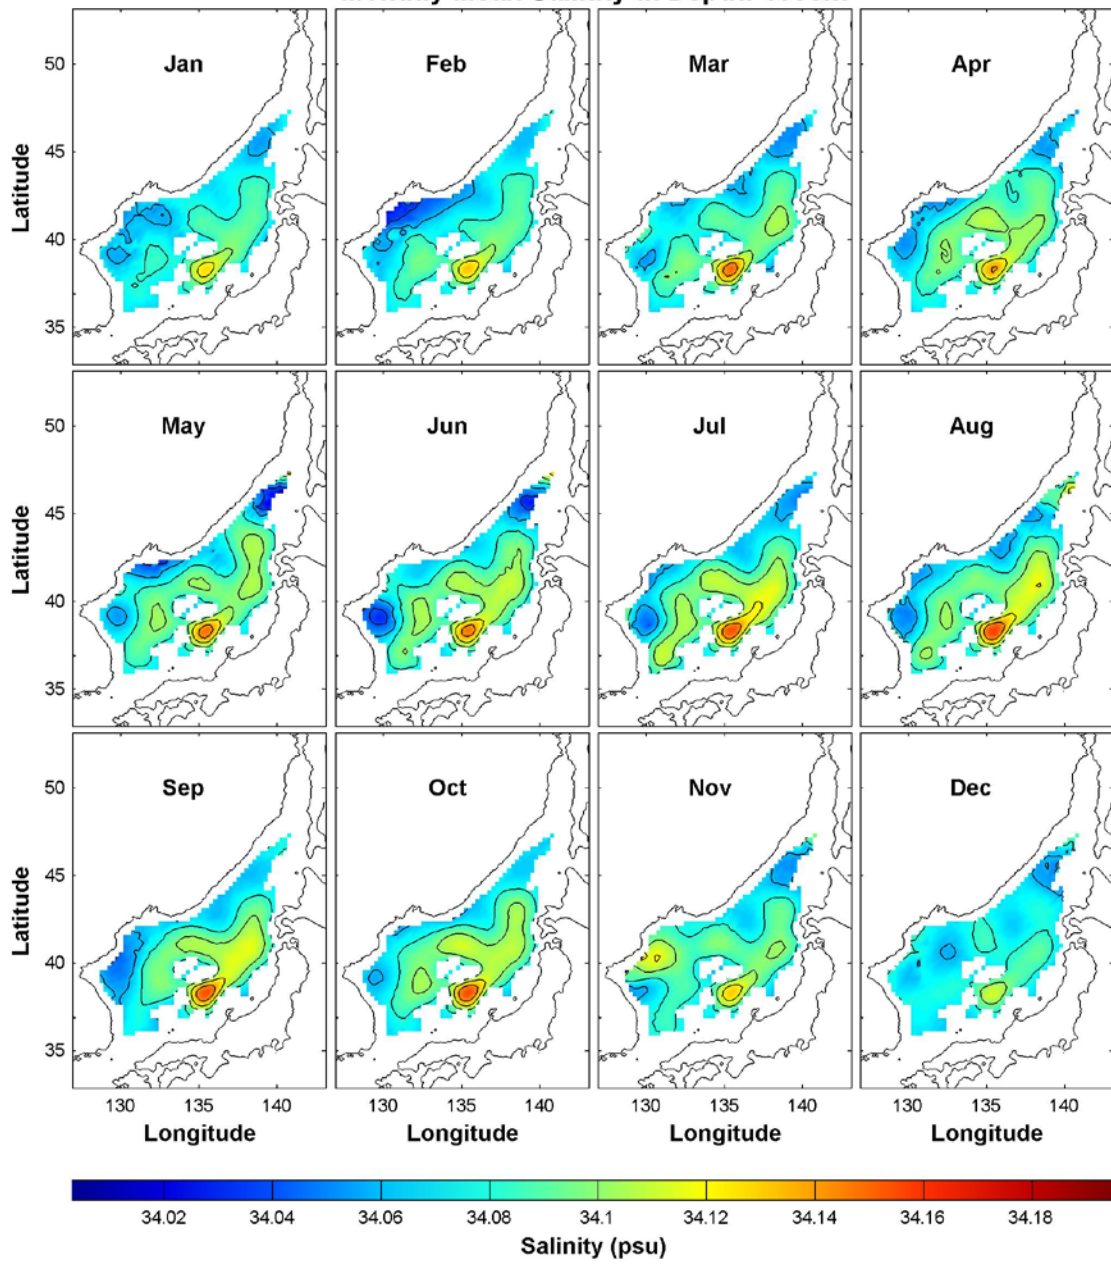 Jan Feb Mar Apr
50
45
40
35
Latitude
May Jun Jul Aug
50
45
40
35
Latitude
Sep Oct Nov Dec
50
45
40
35
Latitude
130 135 140 130 135 140 130 135 140 130 135 140
Longitude Longitude Longitude Longitude
34.02 34.04 34.06 34.08 34.1 34.12 34.14 34.16 34.18
Salinity (psu)